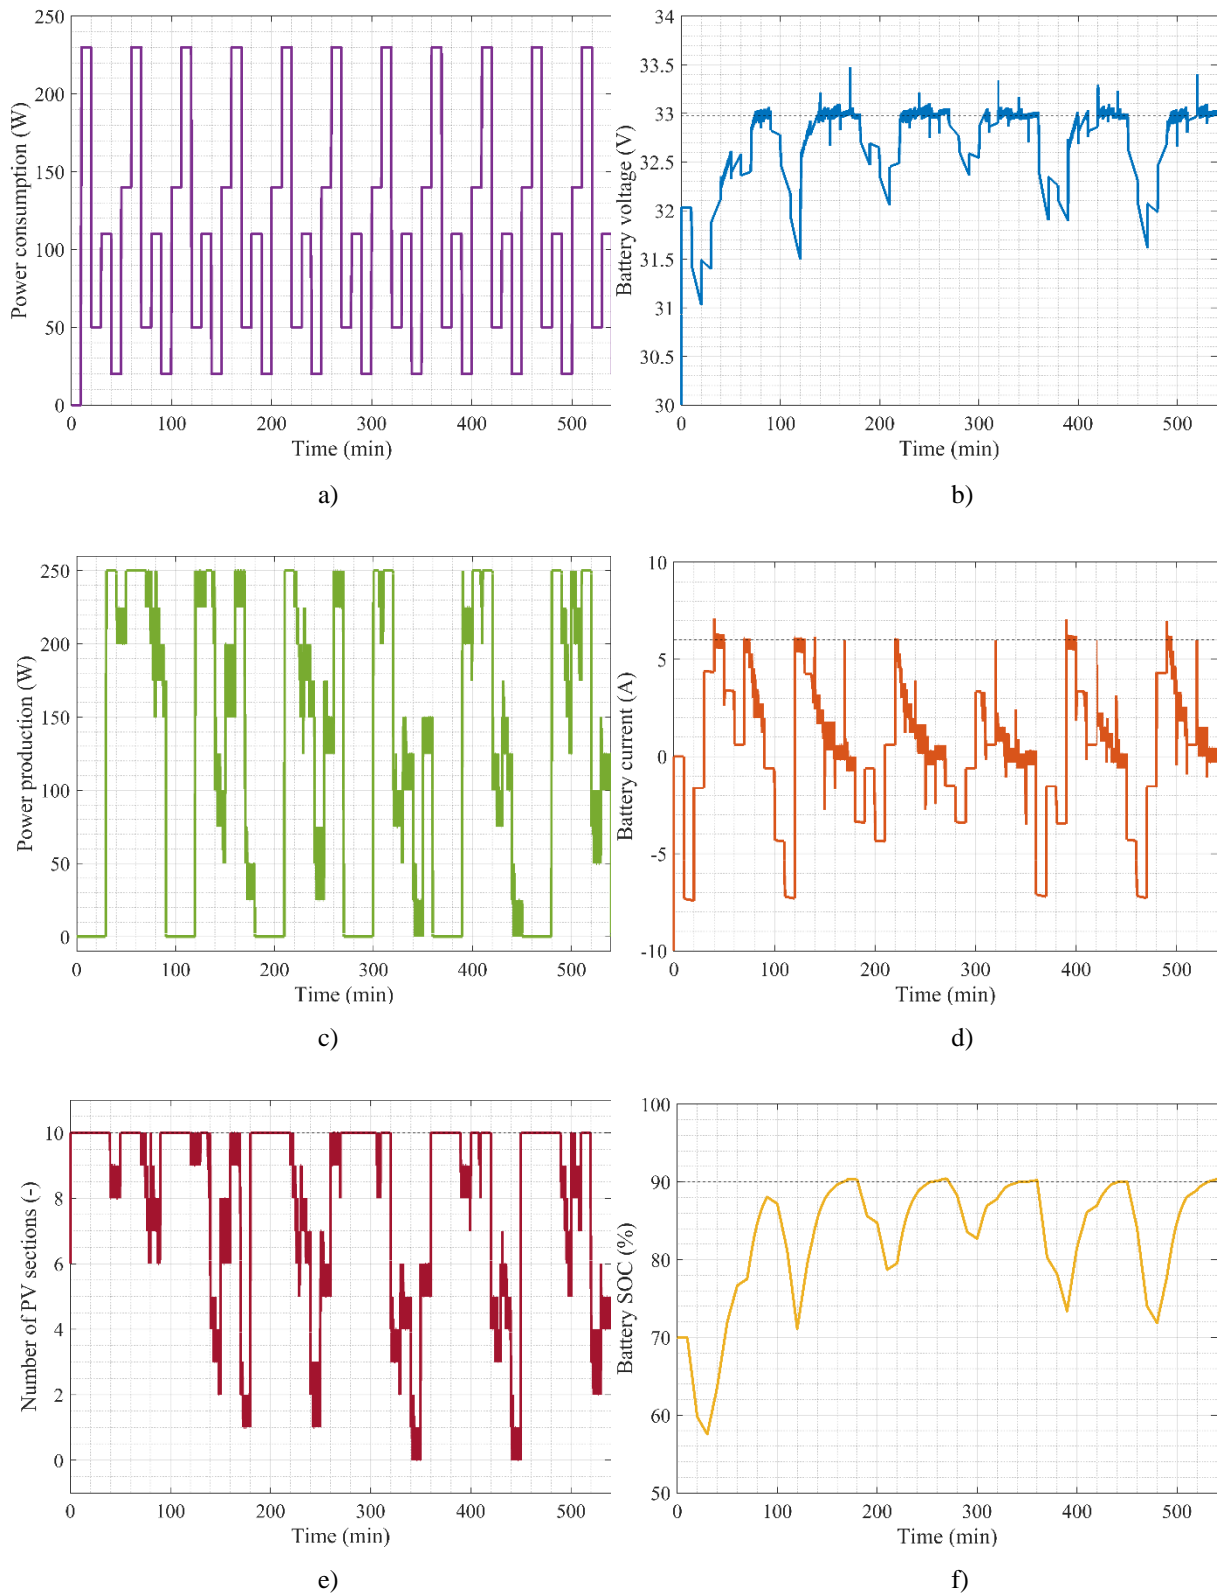 250
200
150
100
50
0
Power consumption (W)
0 100 200 300 400 500
Time (min)
a)
34
33.5
33
32.5
32
31.5
31
30.5
30
Battery voltage (V)
0 100 200 300 400 500
Time (min)
b)
250
200
150
100
50
0
Power production (W)
0 100 200 300 400 500
Time (min)
c)
10
5
0
-5
-10
Battery current (A)
0 100 200 300 400 500
Time (min)
d)
10
8
6
4
2
0
Number of PV sections (-)
0 100 200 300 400 500
Time (min)
e)
100
90
80
70
60
50
Battery SOC (%)
0 100 200 300 400 500
Time (min)
f)